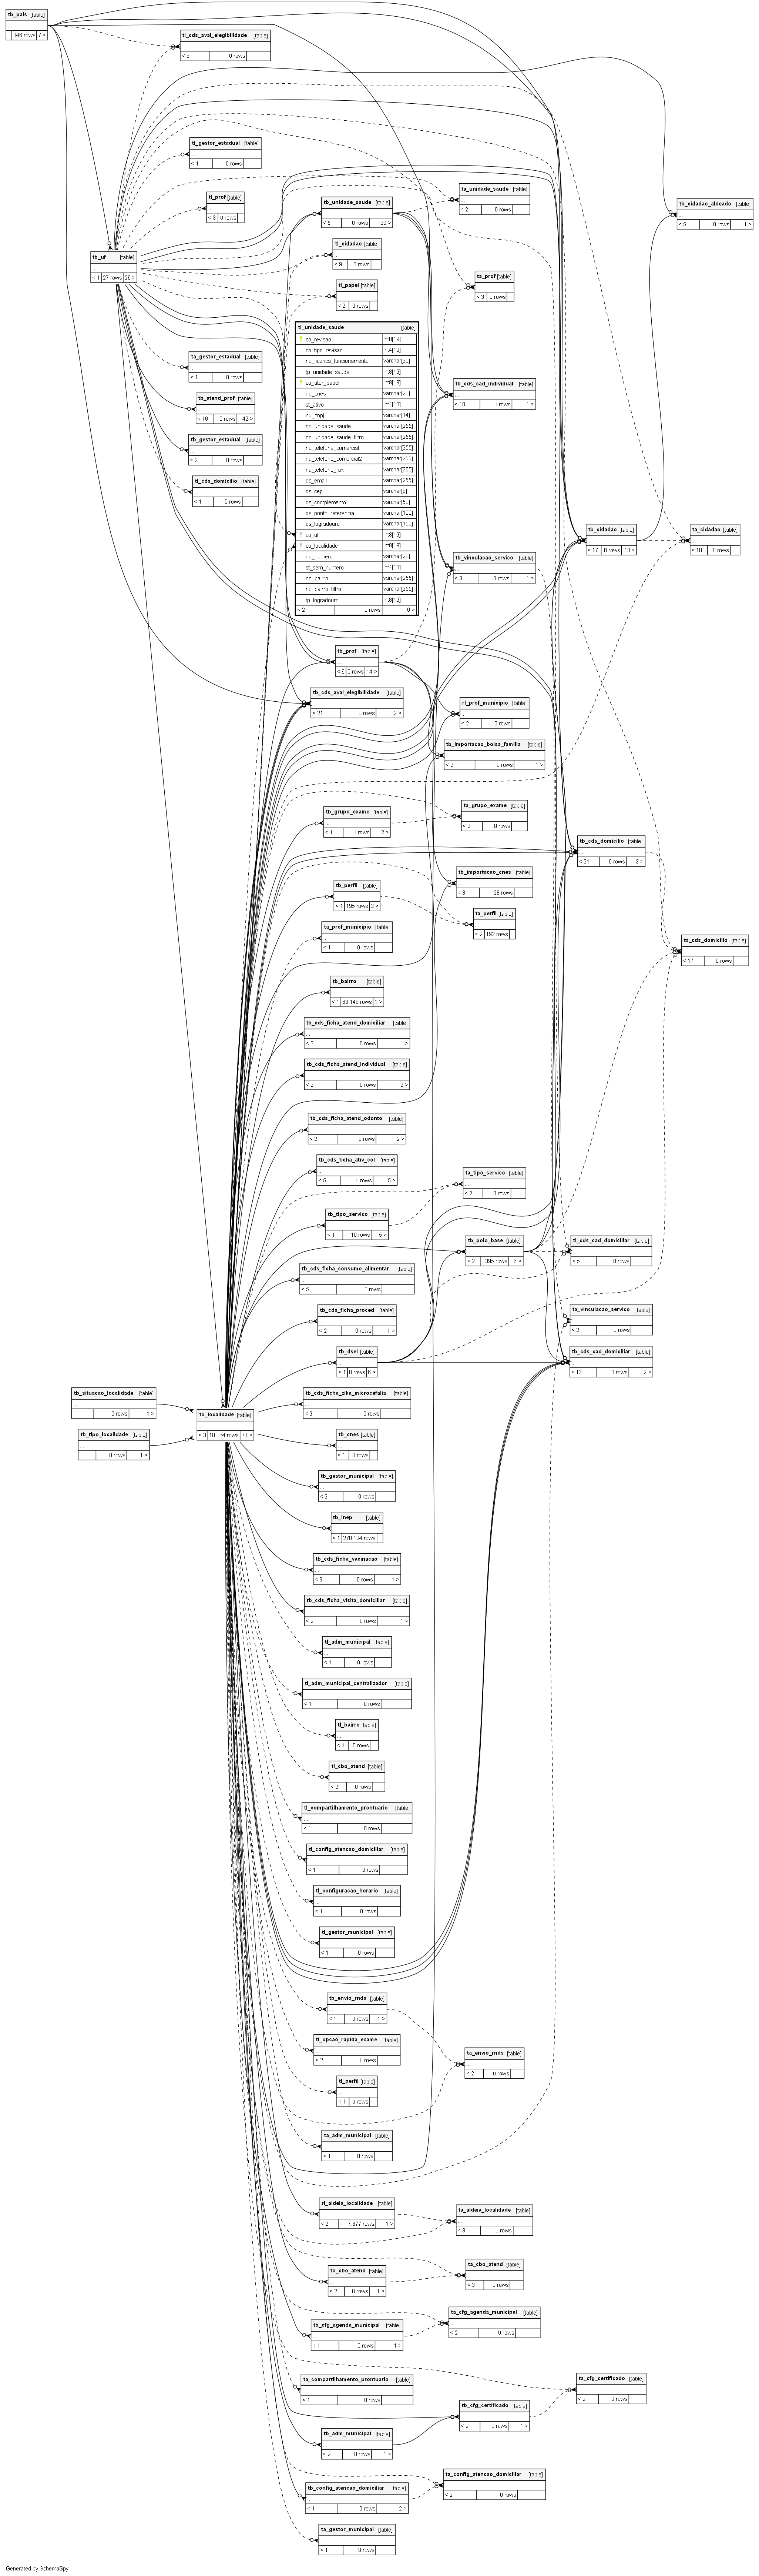 tb_pais [table]
346 rows 7 >
tl_cds_aval_elegibilidade [table]
< 8 0 rows
tl_gestor_estadual [table]
< 1 0 rows
tl_prof [table]
< 3 0 rows
tb_unidade_saude [table]
< 5 0 rows 20 >
ta_unidade_saude [table]
< 2 0 rows
tb_cidadao_aldeado [table]
< 5 0 rows 1 >
tb_uf [table]
< 1 27 rows 26 >
tl_cidadao [table]
< 9 0 rows
tl_papel [table]
< 2 0 rows
ta_prof [table]
< 3 0 rows
tl_unidade_saude [table]
co_revisao int8[19]
co_tipo_revisao int4[10]
nu_licenca_funcionamento varchar[20]
tp_unidade_saude int8[19]
co_ator_papel int8[19]
nu_cnes varchar[20]
st_ativo int4[10]
nu_cnpj varchar[14]
no_unidade_saude varchar[255]
no_unidade_saude_filtro varchar[255]
nu_telefone_comercial varchar[255]
nu_telefone_comercial2 varchar[255]
nu_telefone_fax varchar[255]
ds_email varchar[255]
ds_cep varchar[8]
ds_complemento varchar[50]
ds_ponto_referencia varchar[100]
ds_logradouro varchar[150]
co_uf int8[19]
co_localidade int8[19]
nu_numero varchar[20]
st_sem_numero int4[10]
no_bairro varchar[255]
no_bairro_filtro varchar[255]
tp_logradouro int8[19]
< 2 0 rows 0 >
ta_gestor_estadual [table]
< 1 0 rows
tb_atend_prof [table]
< 16 0 rows 42 >
tb_gestor_estadual [table]
< 2 0 rows
tl_cds_domicilio [table]
< 1 0 rows
tb_cds_cad_individual [table]
< 10 0 rows 1 >
tb_cidadao [table]
< 17 0 rows 13 >
ta_cidadao [table]
< 10 0 rows
tb_vinculacao_servico [table]
< 3 0 rows 1 >
tb_prof [table]
< 6 0 rows 14 >
tb_cds_aval_elegibilidade [table]
< 21 0 rows 2 >
rl_prof_municipio [table]
< 2 0 rows
tb_importacao_bolsa_familia [table]
< 2 0 rows 1 >
tb_grupo_exame [table]
< 1 0 rows 2 >
ta_grupo_exame [table]
< 2 0 rows
tb_cds_domicilio [table]
< 21 0 rows 3 >
tb_importacao_cnes [table]
< 3 28 rows
tb_perfil [table]
< 1 195 rows 3 >
ta_perfil [table]
< 2 192 rows
ta_prof_municipio [table]
< 1 0 rows
ta_cds_domicilio [table]
< 17 0 rows
tb_bairro [table]
< 1 63.148 rows 1 >
tb_cds_ficha_atend_domiciliar [table]
< 3 0 rows 1 >
tb_cds_ficha_atend_individual [table]
< 2 0 rows 2 >
tb_cds_ficha_atend_odonto [table]
< 2 0 rows 2 >
tb_cds_ficha_ativ_col [table]
< 5 0 rows 5 >
ta_tipo_servico [table]
< 2 0 rows
tb_tipo_servico [table]
< 1 10 rows 5 >
tb_polo_base [table]
< 2 395 rows 6 >
tl_cds_cad_domiciliar [table]
< 5 0 rows
tb_cds_ficha_consumo_alimentar [table]
< 5 0 rows
ta_vinculacao_servico [table]
< 2 0 rows
tb_cds_ficha_proced [table]
< 2 0 rows 1 >
tb_dsei [table]
< 1 0 rows 6 >
tb_cds_cad_domiciliar [table]
< 12 0 rows 2 >
tb_situacao_localidade [table]
0 rows 1 >
tb_cds_ficha_zika_microcefalia [table]
< 9 0 rows
tb_localidade [table]
< 3 71 >
tb_tipo_localidade [table]
0 rows 1 >
tb_cnes [table]
< 1 0 rows
tb_gestor_municipal [table]
< 2 0 rows
tb_inep [table]
< 1 278.134 rows
tb_cds_ficha_vacinacao [table]
< 3 0 rows 1 >
tb_cds_ficha_visita_domiciliar [table]
< 2 0 rows 1 >
tl_adm_municipal [table]
< 1 0 rows
tl_adm_municipal_centralizador [table]
< 1 0 rows
tl_bairro [table]
< 1 0 rows
tl_cbo_atend [table]
< 2 0 rows
tl_compartilhamento_prontuario [table]
< 1 0 rows
tl_config_atencao_domiciliar [table]
< 1 0 rows
tl_configuracao_horario [table]
< 1 0 rows
tl_gestor_municipal [table]
< 1 0 rows
tb_envio_rnds [table]
< 1 0 rows 1 >
tl_opcao_rapida_exame [table]
< 2 0 rows
ta_envio_rnds [table]
< 2 0 rows
tl_perfil [table]
< 1 0 rows
ta_adm_municipal [table]
< 1 0 rows
rl_aldeia_localidade [table]
< 2 7.877 rows 1 >
ta_aldeia_localidade [table]
< 3 0 rows
tb_cbo_atend [table]
< 2 0 rows 1 >
ta_cbo_atend [table]
< 3 0 rows
tb_cfg_agenda_municipal [table]
< 1 0 rows 1 >
ta_cfg_agenda_municipal [table]
< 2 0 rows
ta_compartilhamento_prontuario [table]
< 1 0 rows
ta_cfg_certificado [table]
< 2 0 rows
tb_cfg_certificado [table]
< 2 0 rows 1 >
tb_adm_municipal [table]
< 2 0 rows 1 >
ta_config_atencao_domiciliar [table]
< 2 0 rows
tb_config_atencao_domiciliar [table]
< 1 0 rows 2 >
ta_gestor_municipal [table]
< 1 0 rows
Generated by SchemaSpy